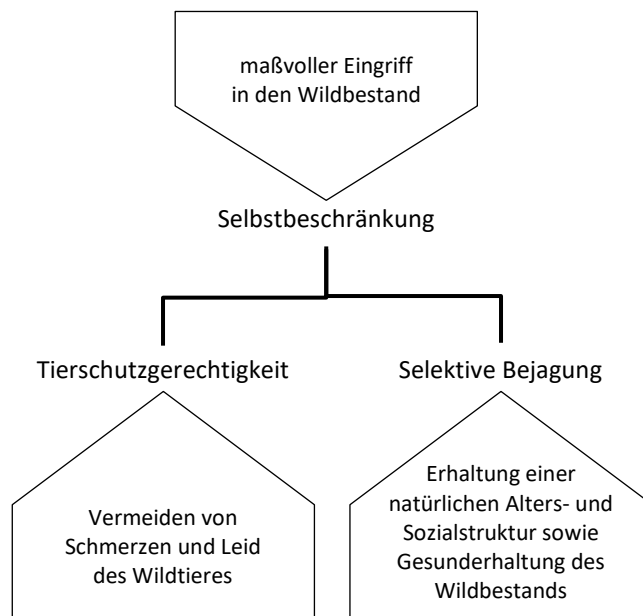 maßvoller Eingriff
in den Wildbestand
Selbstbeschränkung
Tierschutzgerechtigkeit
Selektive Bejagung
Vermeiden von
Schmerzen und Leid
des Wildtieres
Erhaltung einer
natürlichen Alters- und
Sozialstruktur sowie
Gesunderhaltung des
Wildbestands